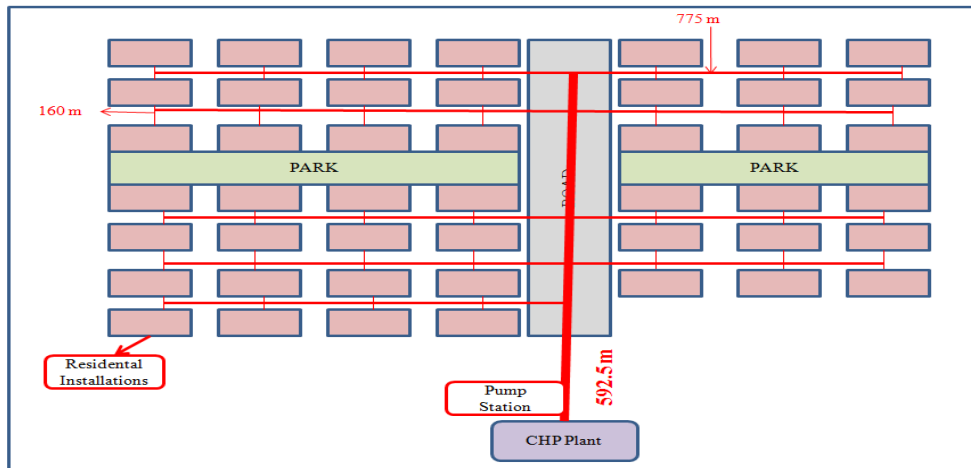 775 m
160 m
PARK
PARK
Residental
Installations
Pump
Station
592.5 m
CHP Plant